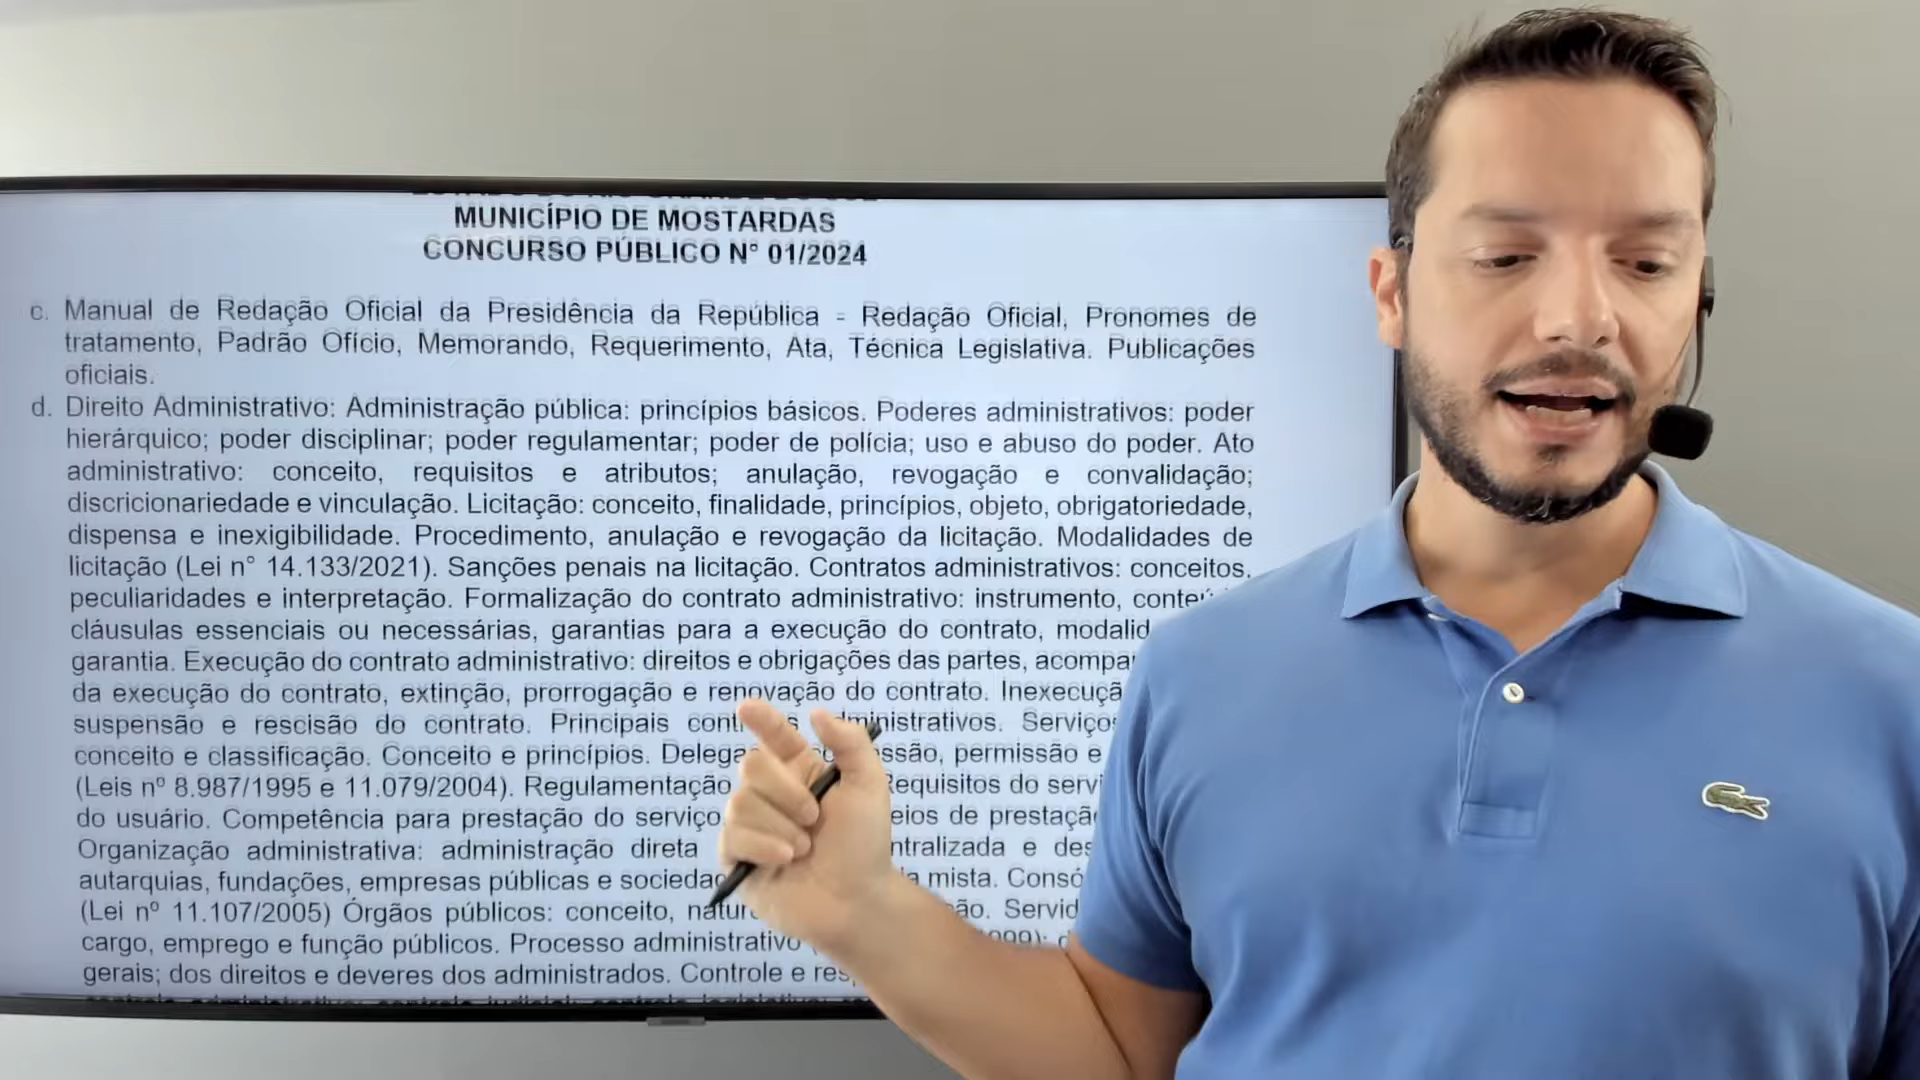 MUNICÍPIO DE MOSTARDAS
CONCURSO PÚBLICO N° 01/2024
c. Manual de Redação Oficial da Presidência da República - Redação Oficial, Pronomes de
tratamento, Padrão Ofício, Memorando, Requerimento, Ata, Técnica Legislativa. Publicações
oficiais.
d. Direito Administrativo: Administração pública: princípios básicos. Poderes administrativos: poder
hierárquico; poder disciplinar; poder regulamentar; poder de polícia; uso e abuso do poder. Ato
administrativo: conceito, requisitos e atributos; anulação, revogação e convalidação;
discricionariedade e vinculação. Licitação: conceito, finalidade, princípios, objeto, obrigatoriedade,
dispensa e inexigibilidade. Procedimento, anulação e revogação da licitação. Modalidades de
licitação (Lei n° 14.133/2021). Sanções penais na licitação. Contratos administrativos: conceitos,
peculiaridades e interpretação. Formalização do contrato administrativo: instrumento,
cláusulas essenciais ou necessárias, garantias para a execução do contrato,
garantia. Execução do contrato administrativo: direitos e obrigações das partes,
da execução do contrato, extinção, prorrogação e renovação do contrato.
suspensão e rescisão do contrato. Principais administrativos. Serviços
conceito e classificação. Conceito e princípios. permissão e
(Leis nº 8.987/1995 e 11.079/2004). Regulamentação Requisitos do
do usuário. Competência para prestação do serviço
Organização administrativa: administração direta
autarquias, fundações, empresas públicas e mista.
(Lei nº 11.107/2005) Órgãos públicos: conceito,
cargo, emprego e função públicos. Processo administrativo
gerais; dos direitos e deveres dos administrados. Controle e